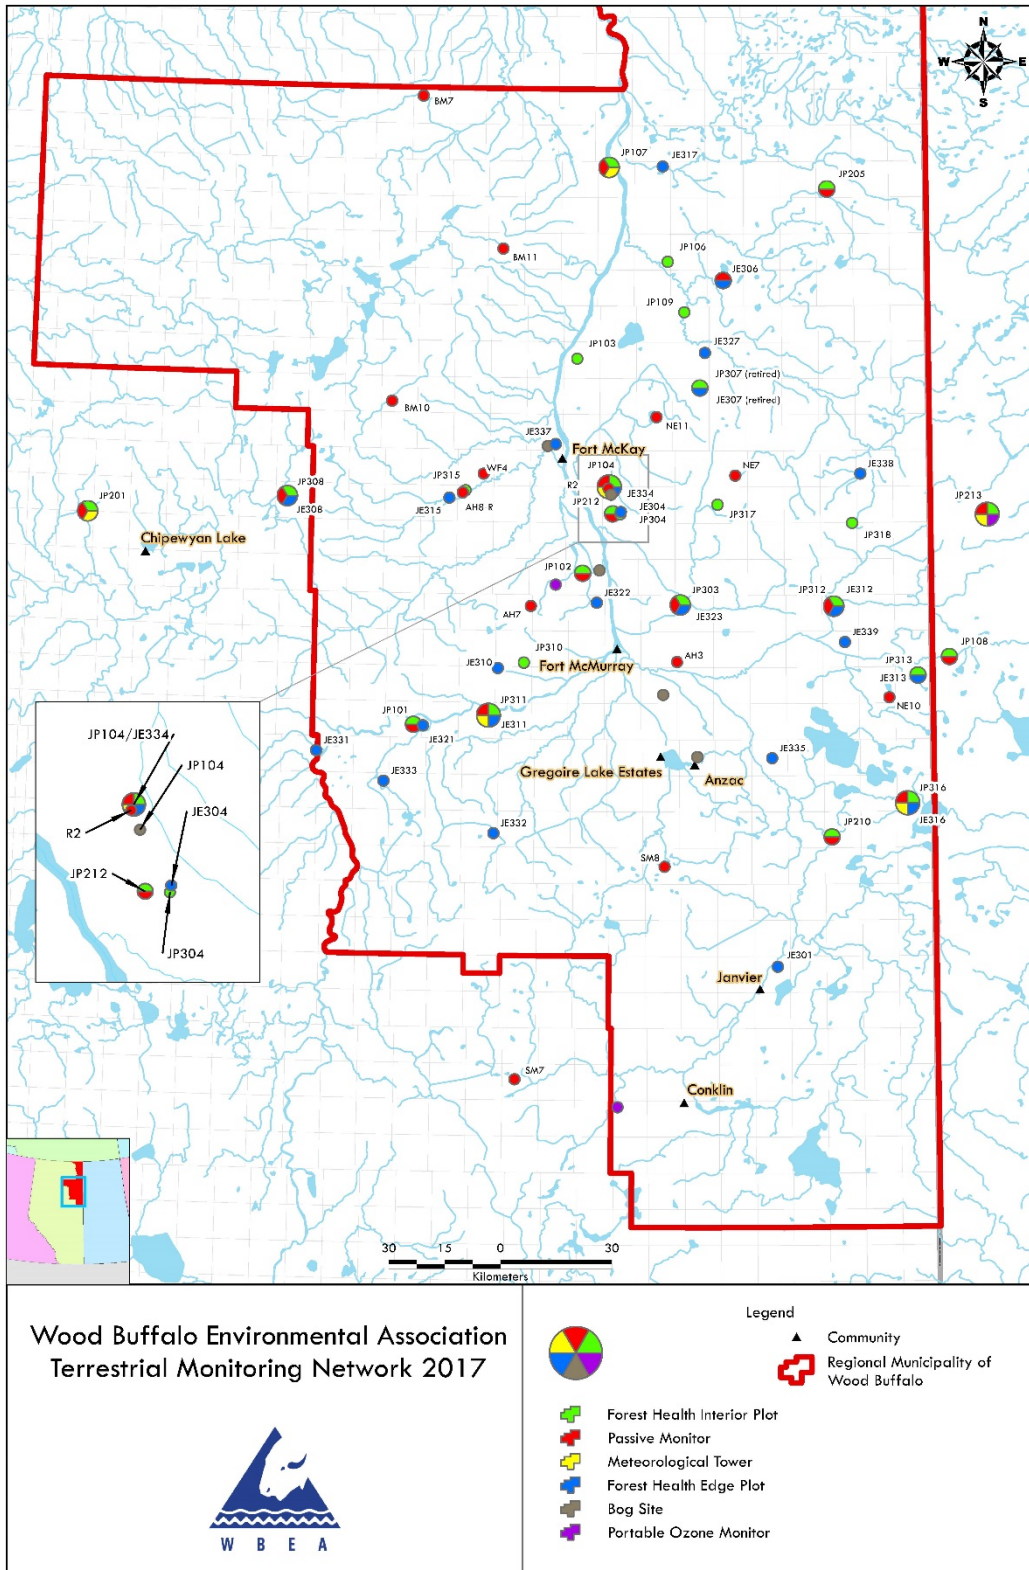 N
W E
S
BM7
JP107
JE317
JP205
BM11
JP106
JE306
JP109
JP103
JE327
JP307 (retired)
JE307 (retired)
BM10
NE11
JE337
Fort McKay
JP315
WF4
JP104
R2
JE334
NE7
JE338
JP201
JP308
JE308
JE315
AH8 R
JP212
JE304
JP304
JP317
JP213
JP318
Chipewyan Lake
JP102
JE322
JP303
JE323
JP312
JE312
AH7
JE339
JE310
JP310
Fort McMurray
AH3
JP108
JP313
JE313
NE10
JP101
JP311
JE321
JE311
JP104/JE334
JP104
JE331
Gregoire Lake Estates
Anzac
JE335
JE333
JE304
R2
JP316
JE316
JE332
JP210
JP212
SM8
JP304
JE301
Janvier
SM7
Conklin
30 15 0 30
Kilometers
Wood Buffalo Environmental Association
Terrestrial Monitoring Network 2017
W B E A
Legend
Community
Regional Municipality of
Wood Buffalo
Forest Health Interior Plot
Passive Monitor
Meteorological Tower
Forest Health Edge Plot
Bog Site
Portable Ozone Monitor